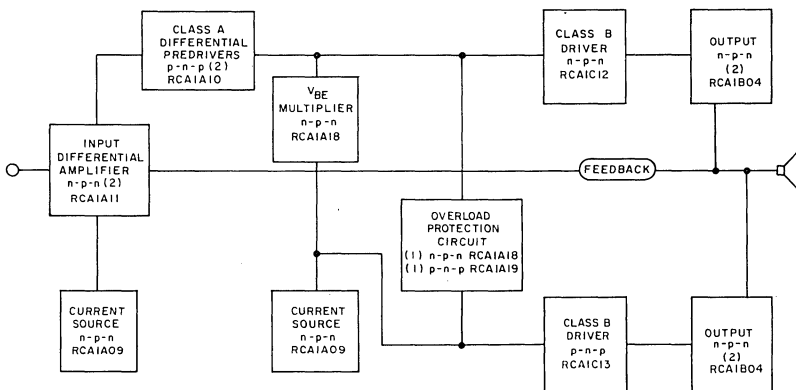 CLASS A
DIFFERENTIAL
PREDRIVERS
p-n-p (2)
RCA1A10
VBE
MULTIPLIER
n-p-n
RCA1A18
CLASS B
DRIVER
n-p-n
RCA1C12
OUTPUT
n-p-n
(2)
RCA1B04
INPUT
DIFFERENTIAL
AMPLIFIER
n-p-n (2)
RCA1A11
FEEDBACK
OVERLOAD
PROTECTION
CIRCUIT
(1) n-p-n RCA1A18
(1) p-n-p RCA1A19
CURRENT
SOURCE
n-p-n
RCA1A09
CURRENT
SOURCE
n-p-n
RCA1A09
CLASS B
DRIVER
p-n-p
RCA1C13
OUTPUT
n-p-n
(2)
RCA1B04